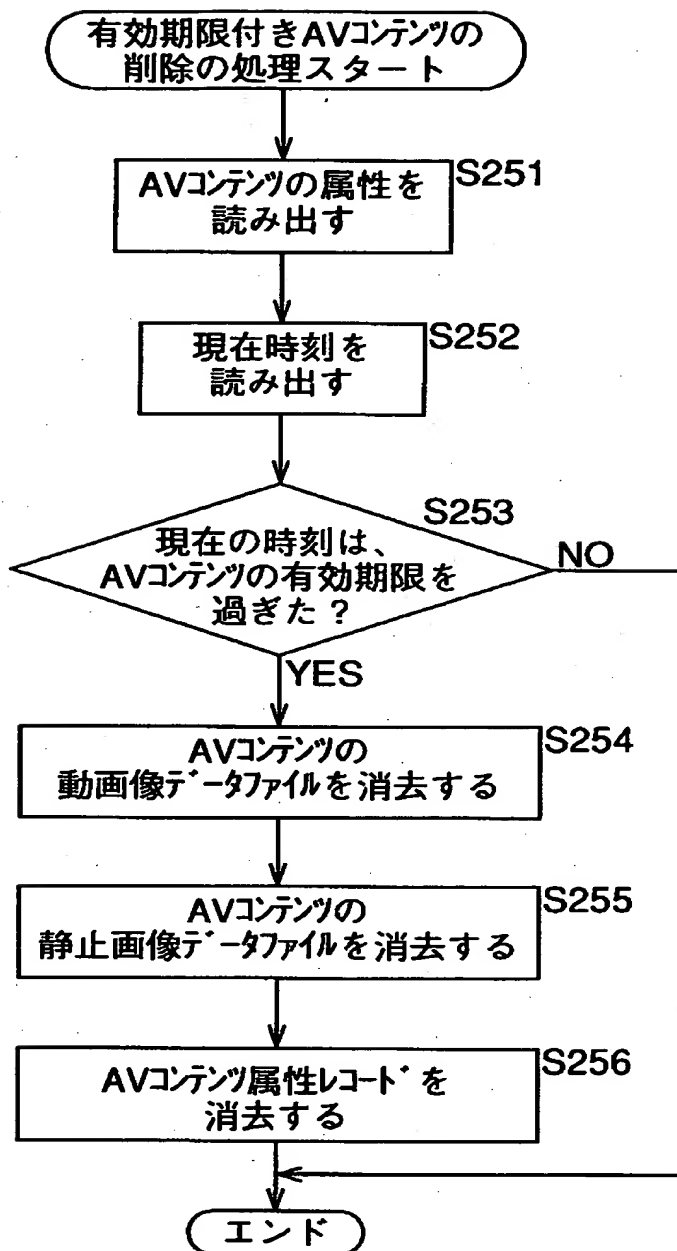 有効期限付きAVコンテンツの
削除の処理スタート
S251
AVコンテンツの属性を
読み出す
S252
現在時刻を
読み出す
S253
現在の時刻は、
AVコンテンツの有効期限を
過ぎた？
NO
YES
S254
AVコンテンツの
動画像データファイルを消去する
S255
AVコンテンツの
静止画像データファイルを消去する
S256
AVコンテンツ属性レコードを
消去する
エンド